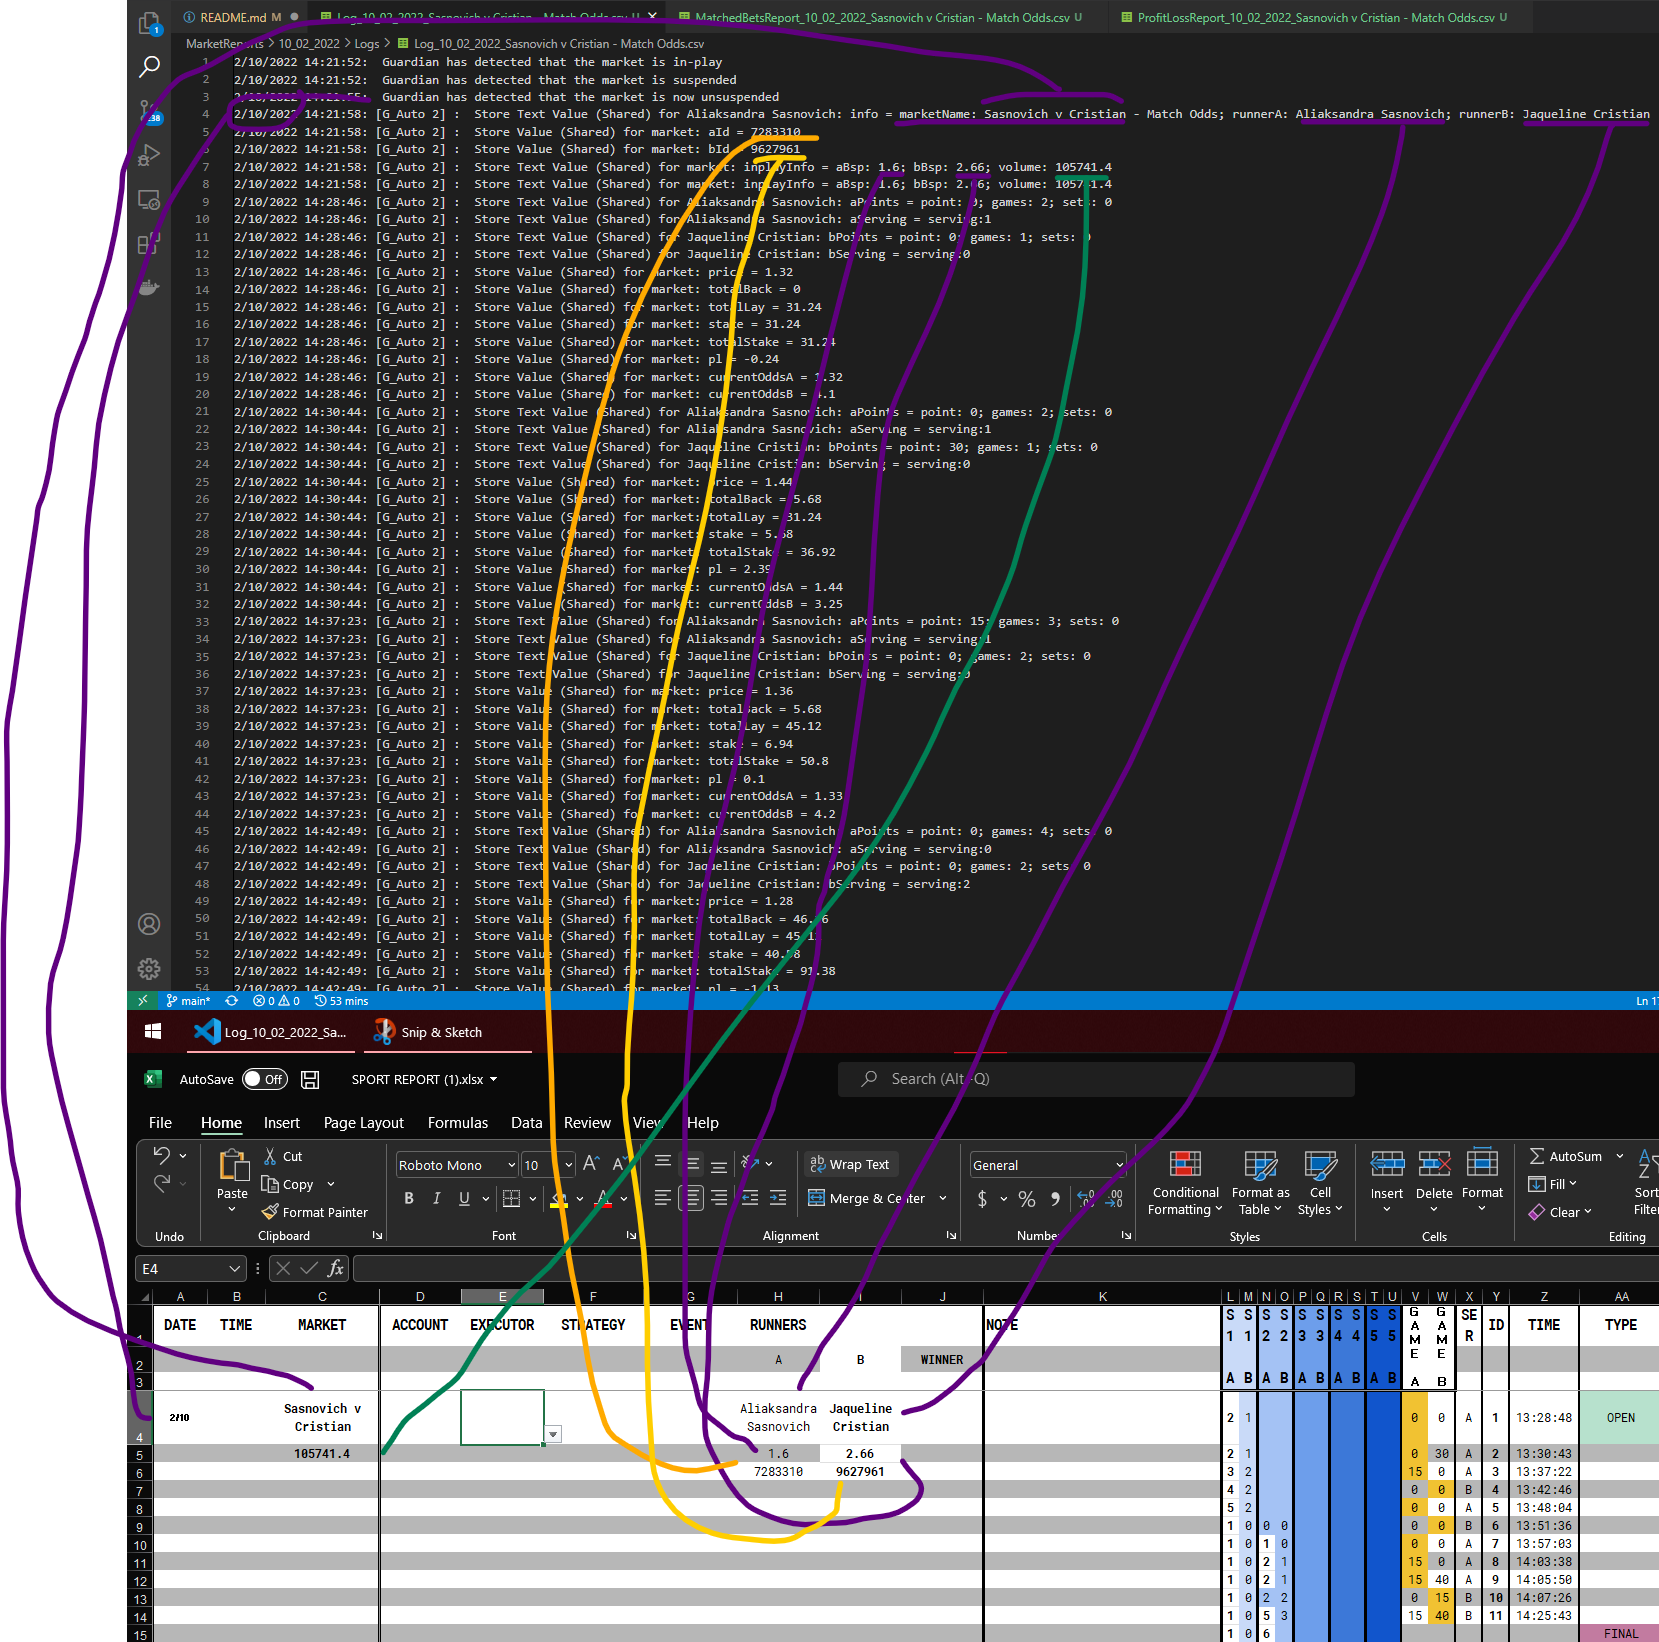 README.md M
Log_10_02_2022_Sasnovich v Cristian - Match Odds.csv U
MatchedBetsReport_10_02_2022_Sasnovich v Cristian - Match Odds.csv U
ProfitLossReport_10_02_2022_Sasnovich v Cristian - Match Odds.csv U
MarketReports > 10_02_2022 > Logs > Log_10_02_2022_Sasnovich v Cristian - Match Odds.csv
1 2/10/2022 14:21:52: Guardian has detected that the market is in-play
2 2/10/2022 14:21:52: Guardian has detected that the market is suspended
3 2/10/2022 14:21:55: Guardian has detected that the market is now unsuspended
4 2/10/2022 14:21:58: [G_Auto 2] : Store Text Value (Shared) for Aliaksandra Sasnovich: info = marketName: Sasnovich v Cristian - Match Odds; runnerA: Aliaksandra Sasnovich; runnerB: Jaqueline Cristian
5 2/10/2022 14:21:58: [G_Auto 2] : Store Value (Shared) for market: aId = 7283310
6 2/10/2022 14:21:58: [G_Auto 2] : Store Value (Shared) for market: bId = 9627961
7 2/10/2022 14:21:58: [G_Auto 2] : Store Text Value (Shared) for market: inplayInfo = aBsp: 1.6; bBsp: 2.66; volume: 105741.4
8 2/10/2022 14:21:58: [G_Auto 2] : Store Text Value (Shared) for market: inplayInfo = aBsp: 1.6; bBsp: 2.66; volume: 105741.4
9 2/10/2022 14:28:46: [G_Auto 2] : Store Text Value (Shared) for Aliaksandra Sasnovich: aPoints = point: 0; games: 2; sets: 0
10 2/10/2022 14:28:46: [G_Auto 2] : Store Text Value (Shared) for Aliaksandra Sasnovich: aServing = serving:1
11 2/10/2022 14:28:46: [G_Auto 2] : Store Text Value (Shared) for Jaqueline Cristian: bPoints = point: 0; games: 1; sets: 0
12 2/10/2022 14:28:46: [G_Auto 2] : Store Text Value (Shared) for Jaqueline Cristian: bServing = serving:0
13 2/10/2022 14:28:46: [G_Auto 2] : Store Value (Shared) for market: price = 1.32
14 2/10/2022 14:28:46: [G_Auto 2] : Store Value (Shared) for market: totalBack = 0
15 2/10/2022 14:28:46: [G_Auto 2] : Store Value (Shared) for market: totalLay = 31.24
16 2/10/2022 14:28:46: [G_Auto 2] : Store Value (Shared) for market: stake = 31.24
17 2/10/2022 14:28:46: [G_Auto 2] : Store Value (Shared) for market: totalStake = 31.24
18 2/10/2022 14:28:46: [G_Auto 2] : Store Value (Shared) for market: pl = -0.24
19 2/10/2022 14:28:46: [G_Auto 2] : Store Value (Shared) for market: currentOddsA = 1.32
20 2/10/2022 14:28:46: [G_Auto 2] : Store Value (Shared) for market: currentOddsB = 4.1
21 2/10/2022 14:30:44: [G_Auto 2] : Store Text Value (Shared) for Aliaksandra Sasnovich: aPoints = point: 0; games: 2; sets: 0
22 2/10/2022 14:30:44: [G_Auto 2] : Store Text Value (Shared) for Aliaksandra Sasnovich: aServing = serving:1
23 2/10/2022 14:30:44: [G_Auto 2] : Store Text Value (Shared) for Jaqueline Cristian: bPoints = point: 30; games: 1; sets: 0
24 2/10/2022 14:30:44: [G_Auto 2] : Store Text Value (Shared) for Jaqueline Cristian: bServing = serving:0
25 2/10/2022 14:30:44: [G_Auto 2] : Store Value (Shared) for market: price = 1.44
26 2/10/2022 14:30:44: [G_Auto 2] : Store Value (Shared) for market: totalBack = 5.68
27 2/10/2022 14:30:44: [G_Auto 2] : Store Value (Shared) for market: totalLay = 31.24
28 2/10/2022 14:30:44: [G_Auto 2] : Store Value (Shared) for market: stake = 5.68
29 2/10/2022 14:30:44: [G_Auto 2] : Store Value (Shared) for market: totalStake = 36.92
30 2/10/2022 14:30:44: [G_Auto 2] : Store Value (Shared) for market: pl = 2.39
31 2/10/2022 14:30:44: [G_Auto 2] : Store Value (Shared) for market: currentOddsA = 1.44
32 2/10/2022 14:30:44: [G_Auto 2] : Store Value (Shared) for market: currentOddsB = 3.25
33 2/10/2022 14:37:23: [G_Auto 2] : Store Text Value (Shared) for Aliaksandra Sasnovich: aPoints = point: 15; games: 3; sets: 0
34 2/10/2022 14:37:23: [G_Auto 2] : Store Text Value (Shared) for Aliaksandra Sasnovich: aServing = serving:1
35 2/10/2022 14:37:23: [G_Auto 2] : Store Text Value (Shared) for Jaqueline Cristian: bPoints = point: 0; games: 2; sets: 0
36 2/10/2022 14:37:23: [G_Auto 2] : Store Text Value (Shared) for Jaqueline Cristian: bServing = serving:0
37 2/10/2022 14:37:23: [G_Auto 2] : Store Value (Shared) for market: price = 1.36
38 2/10/2022 14:37:23: [G_Auto 2] : Store Value (Shared) for market: totalBack = 5.68
39 2/10/2022 14:37:23: [G_Auto 2] : Store Value (Shared) for market: totalLay = 45.12
40 2/10/2022 14:37:23: [G_Auto 2] : Store Value (Shared) for market: stake = 6.94
41 2/10/2022 14:37:23: [G_Auto 2] : Store Value (Shared) for market: totalStake = 50.8
42 2/10/2022 14:37:23: [G_Auto 2] : Store Value (Shared) for market: pl = 0.1
43 2/10/2022 14:37:23: [G_Auto 2] : Store Value (Shared) for market: currentOddsA = 1.33
44 2/10/2022 14:37:23: [G_Auto 2] : Store Value (Shared) for market: currentOddsB = 4.2
45 2/10/2022 14:42:49: [G_Auto 2] : Store Text Value (Shared) for Aliaksandra Sasnovich: aPoints = point: 0; games: 4; sets: 0
46 2/10/2022 14:42:49: [G_Auto 2] : Store Text Value (Shared) for Aliaksandra Sasnovich: aServing = serving:0
47 2/10/2022 14:42:49: [G_Auto 2] : Store Text Value (Shared) for Jaqueline Cristian: bPoints = point: 0; games: 2; sets: 0
48 2/10/2022 14:42:49: [G_Auto 2] : Store Text Value (Shared) for Jaqueline Cristian: bServing = serving:2
49 2/10/2022 14:42:49: [G_Auto 2] : Store Value (Shared) for market: price = 1.28
50 2/10/2022 14:42:49: [G_Auto 2] : Store Value (Shared) for market: totalBack =
51 2/10/2022 14:42:49: [G_Auto 2] : Store Value (Shared) for market: totalLay =
52 2/10/2022 14:42:49: [G_Auto 2] : Store Value (Shared) for market: stake =
53 2/10/2022 14:42:49: [G_Auto 2] : Store Value (Shared) for market: totalStake = 91.38
54 2/10/2022 14:42:49: [G_Auto 2] : Store Value (Shared) for market: pl =
main* 0 0 53 mins Ln 1
Log_10_02_2022_Sa... Snip & Sketch
AutoSave Off SPORT REPORT (1).xlsx Search (Alt+Q)
File Home Insert Page Layout Formulas Data Review View Help
Cut Roboto Mono 10 Wrap Text General AutoSum
Paste Copy Merge & Center Conditional Formatting Format as Table Cell Styles Insert Delete Format Fill Sort
Format Painter Clear Filter
Undo Clipboard Font Alignment Number Styles Cells Editing
E4 fx
A B C D E F G H I J K L M N O P Q R S T U V W X Y Z AA
1 DATE TIME MARKET ACCOUNT EXECUTOR STRATEGY EVENT RUNNERS NOTE S1 S1 S2 S2 S3 S3 S4 S4 S5 S5 GAME GAME SER ID TIME TYPE
2 A B WINNER
3 A B A B A B A B A B A B
4 2/10 Sasnovich v Cristian Aliaksandra Sasnovich Jaqueline Cristian 2 1 0 0 A 1 13:28:48 OPEN
5 105741.4 1.6 2.66 2 1 0 30 A 2 13:30:43
6 7283310 9627961 3 2 15 0 A 3 13:37:22
7 4 2 0 0 B 4 13:42:46
8 5 2 0 0 A 5 13:48:04
9 1 0 0 0 0 0 B 6 13:51:36
10 1 0 1 0 0 0 A 7 13:57:03
11 1 0 2 1 15 0 A 8 14:03:38
12 1 0 2 1 15 40 A 9 14:05:50
13 1 0 2 2 0 15 B 10 14:07:26
14 1 0 5 3 15 40 B 11 14:25:43
15 1 0 6 FINAL